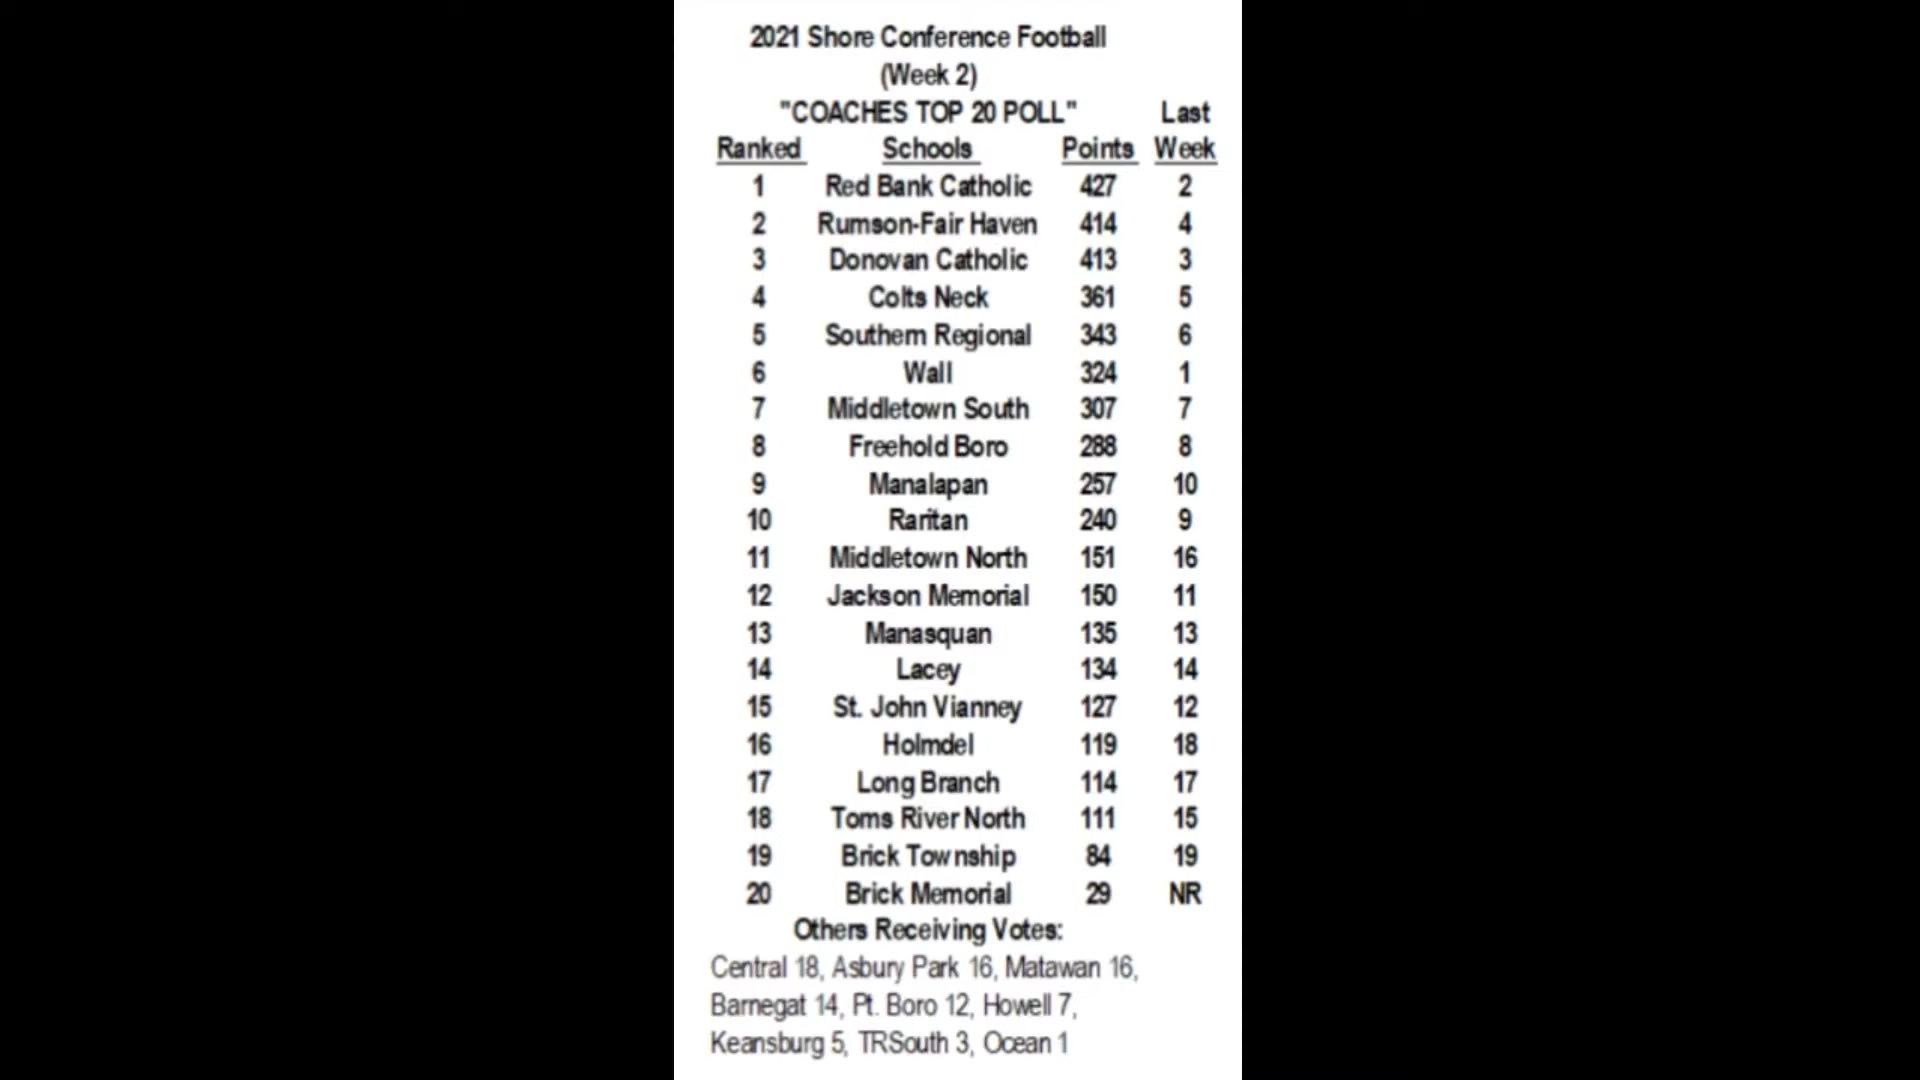 2021 Shore Conference Football
(Week 2)
"COACHES TOP 20 POLL" Last
Ranked Schools Points Week
1 Red Bank Catholic 427 2
2 Rumson-Fair Haven 414 4
3 Donovan Catholic 413 3
4 Colts Neck 361 5
5 Southern Regional 343 6
6 Wall 324 1
7 Middletown South 307 7
8 Freehold Boro 288 8
9 Manalapan 257 10
10 Raritan 240 9
11 Middletown North 151 16
12 Jackson Memorial 150 11
13 Manasquan 135 13
14 Lacey 134 14
15 St. John Vianney 127 12
16 Holmdel 119 18
17 Long Branch 114 17
18 Toms River North 111 15
19 Brick Township 84 19
20 Brick Memorial 29 NR
Others Receiving Votes:
Central 18, Asbury Park 16, Matawan 16,
Barnegat 14, Pt. Boro 12, Howell 7,
Keansburg 5, TRSouth 3, Ocean 1